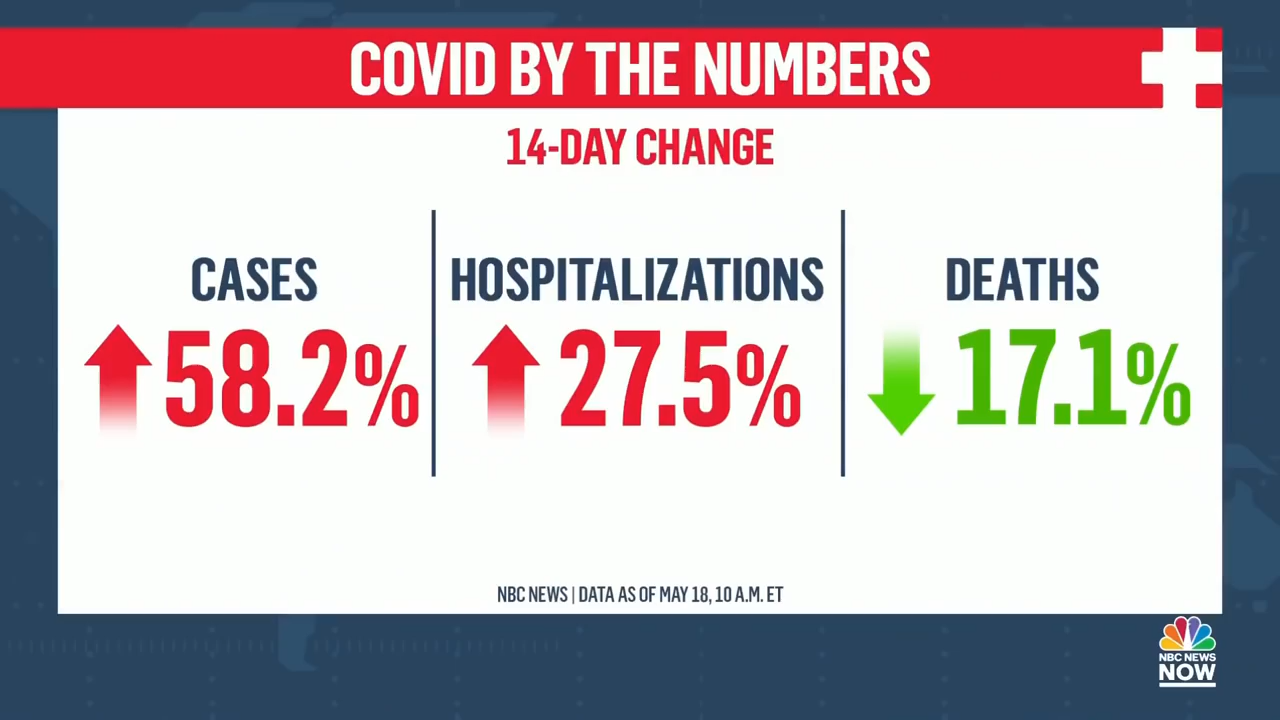 COVID BY THE NUMBERS
14-DAY CHANGE
CASES
58.2%
HOSPITALIZATIONS
27.5%
DEATHS
17.1%
NBC NEWS | DATA AS OF MAY 18, 10 A.M. ET
NBC NEWS
NOW